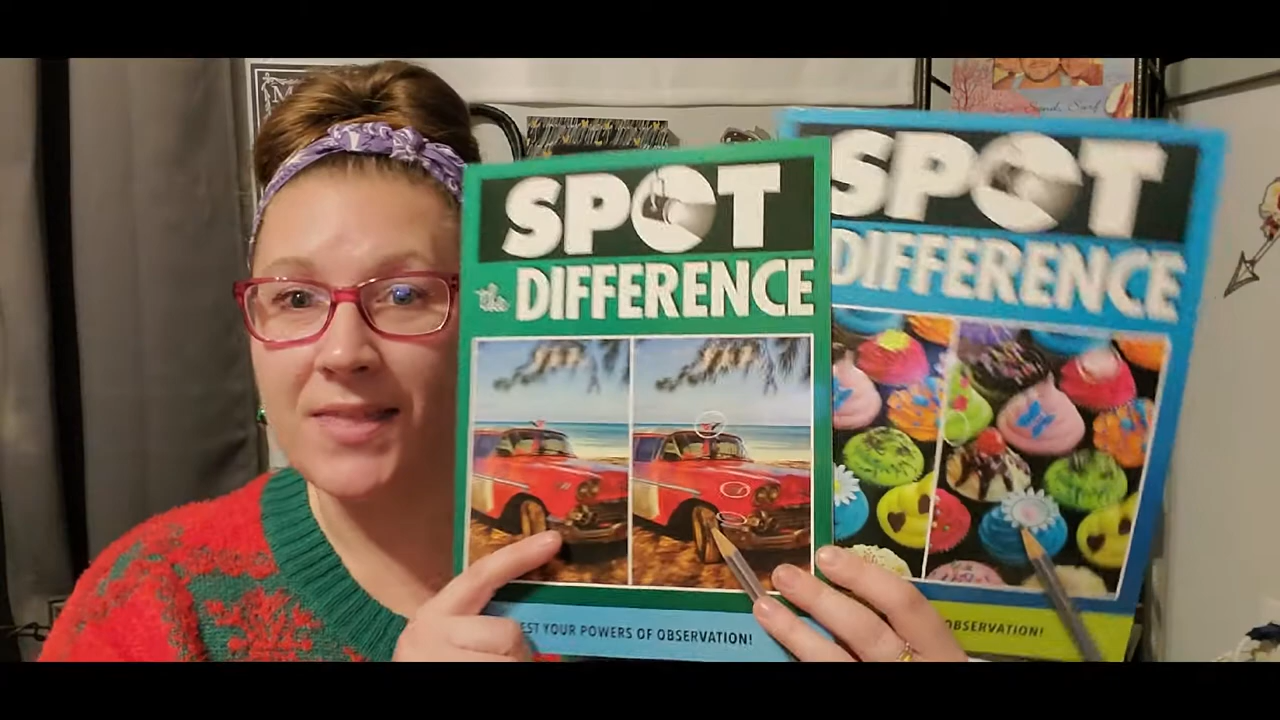 SPOT
the DIFFERENCE
EST YOUR POWERS OF OBSERVATION!
SPOT
DIFFERENCE
OBSERVATION!